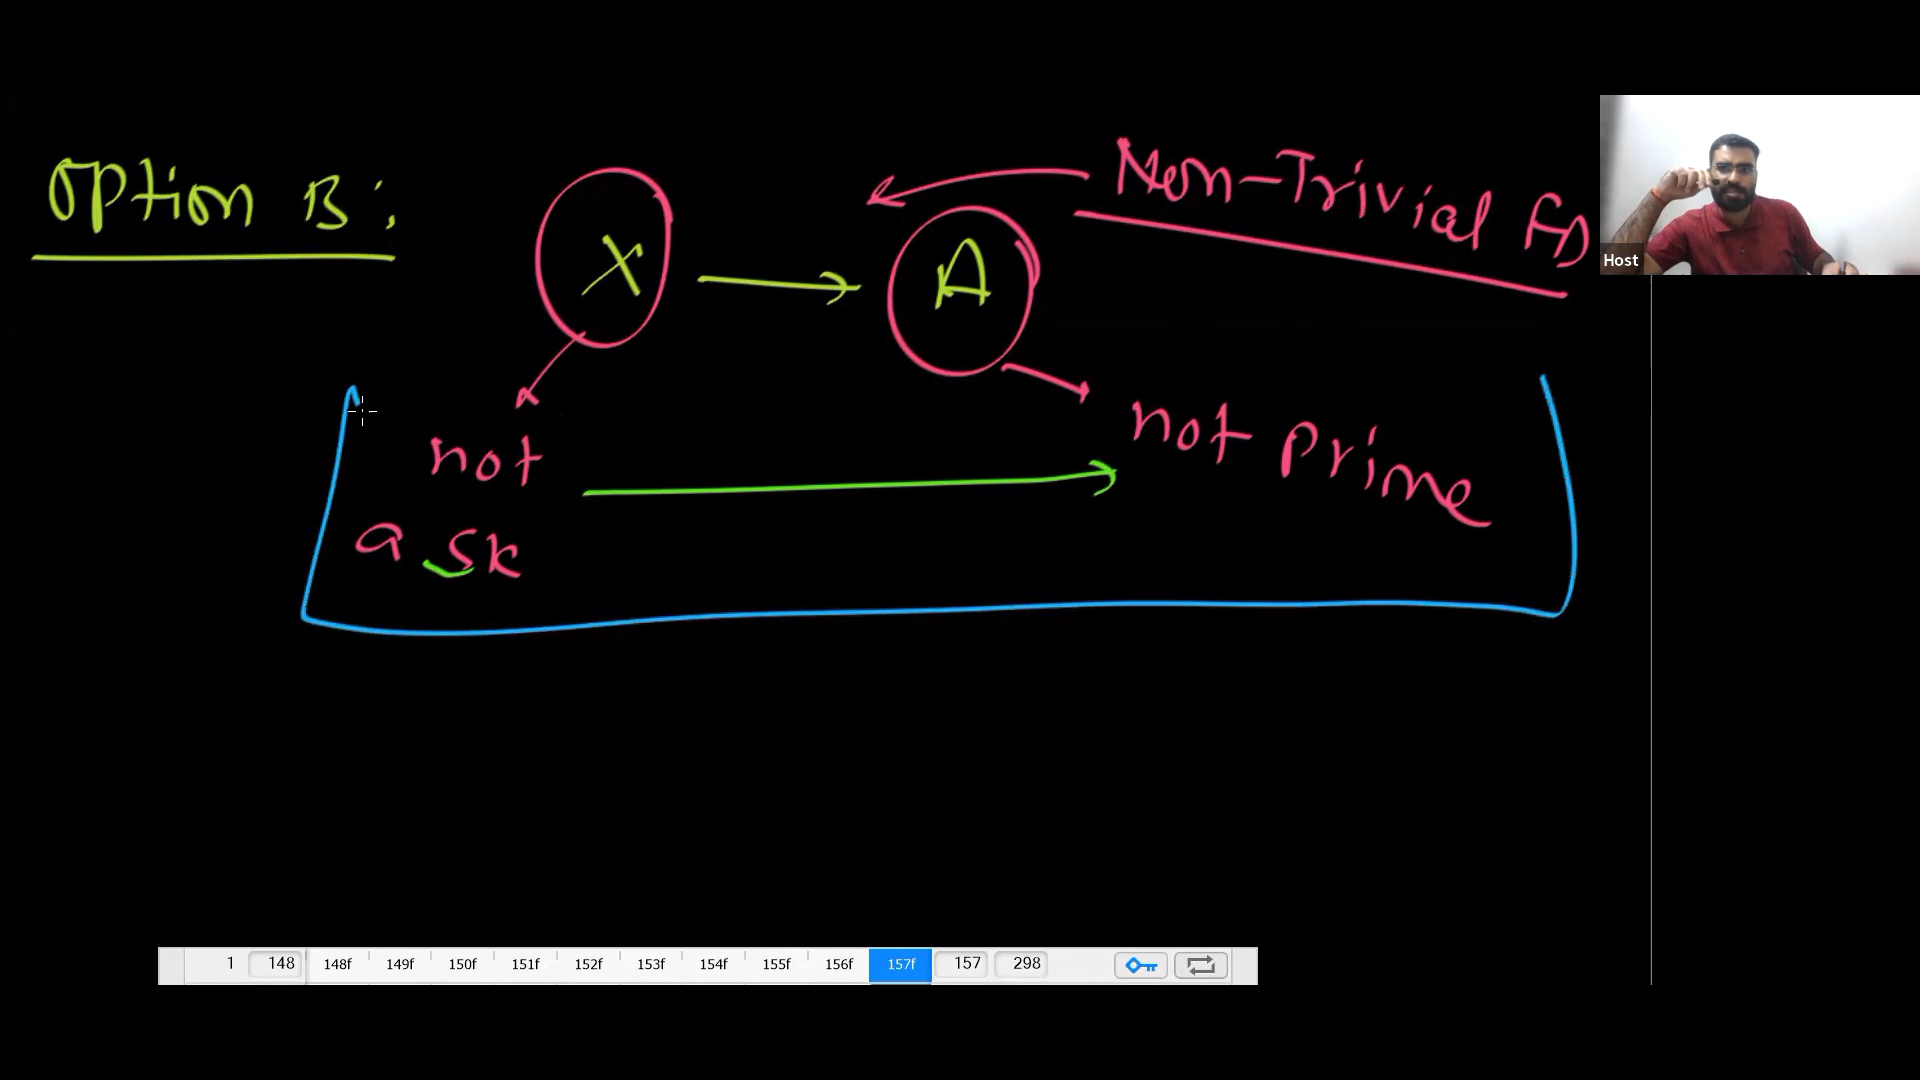 Option B:
X → A
Non-Trivial FD
Host
not
a sk
not prime
1 148 148f 149f 150f 151f 152f 153f 154f 155f 156f 157f 157 298